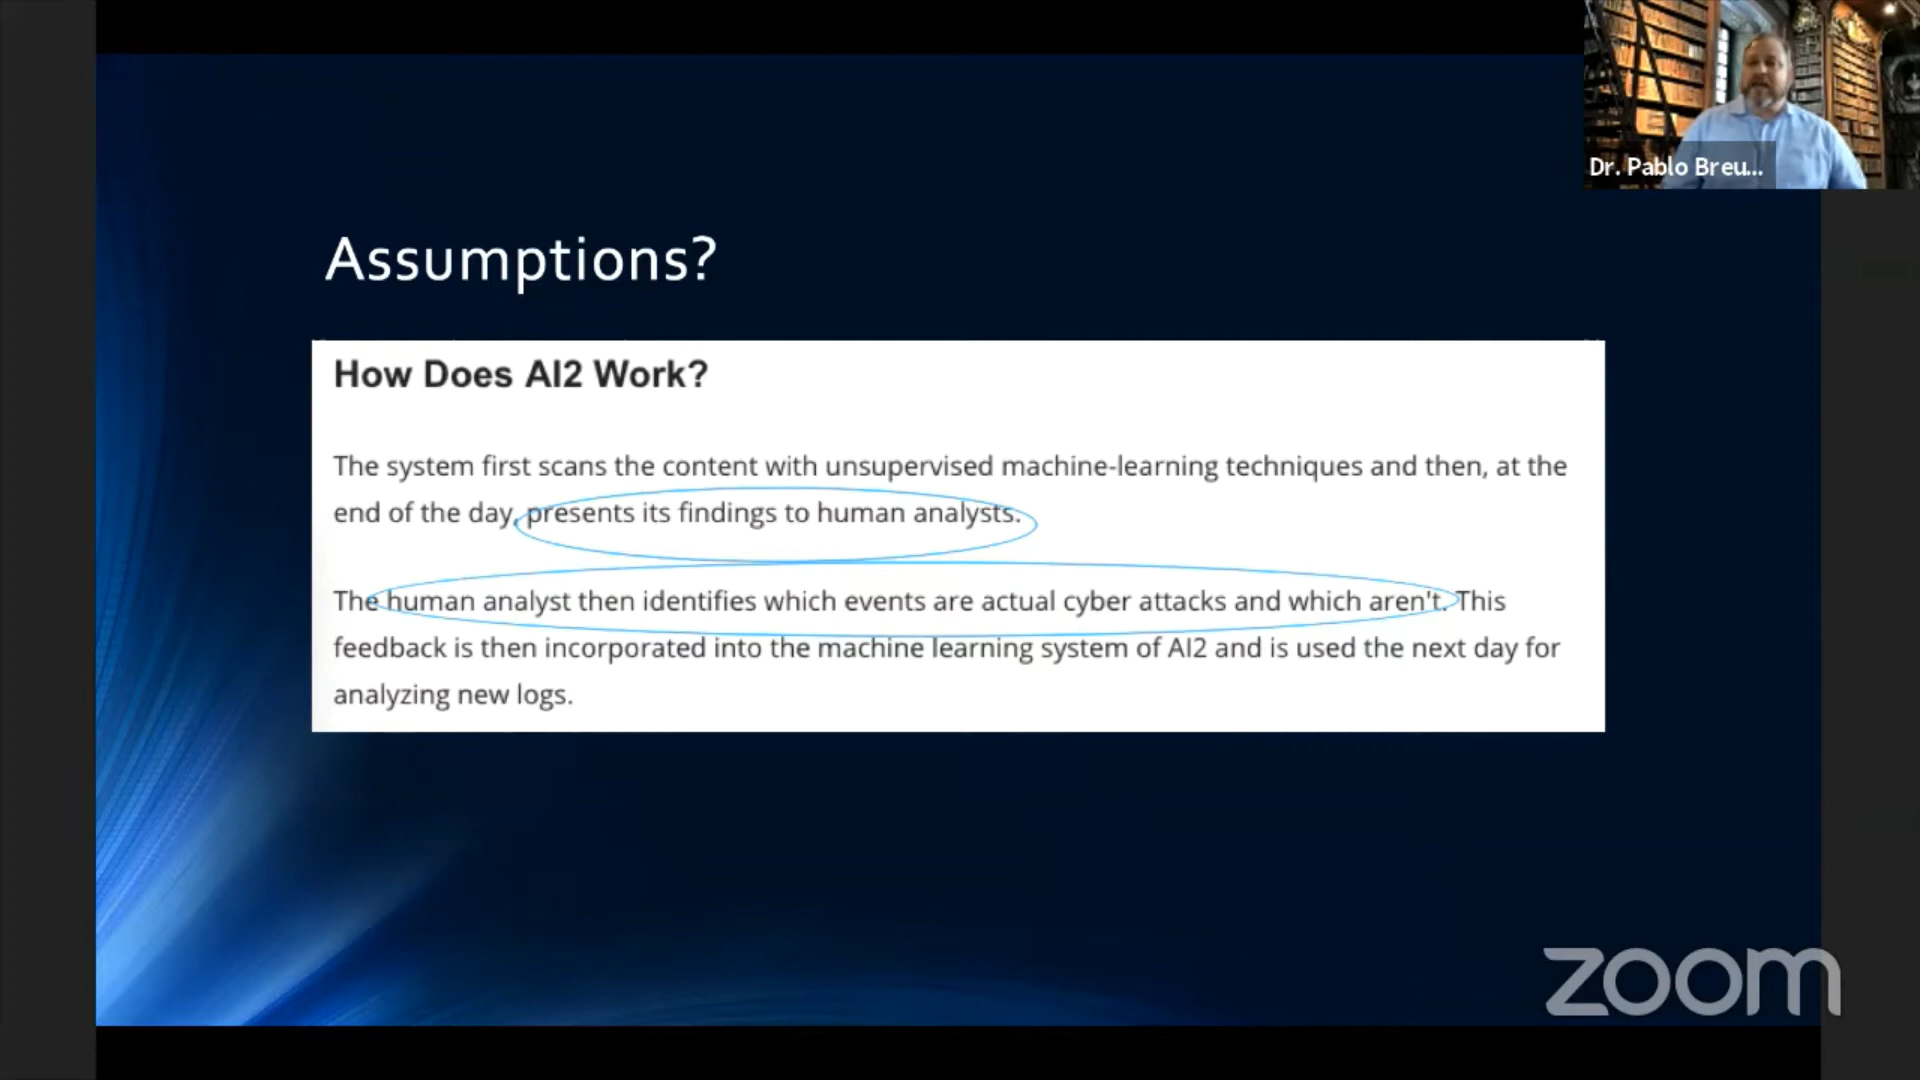 Dr. Pablo Breu...
Assumptions?
How Does AI2 Work?
The system first scans the content with unsupervised machine-learning techniques and then, at the
end of the day, presents its findings to human analysts.
The human analyst then identifies which events are actual cyber attacks and which aren't. This
feedback is then incorporated into the machine learning system of AI2 and is used the next day for
analyzing new logs.
zoom